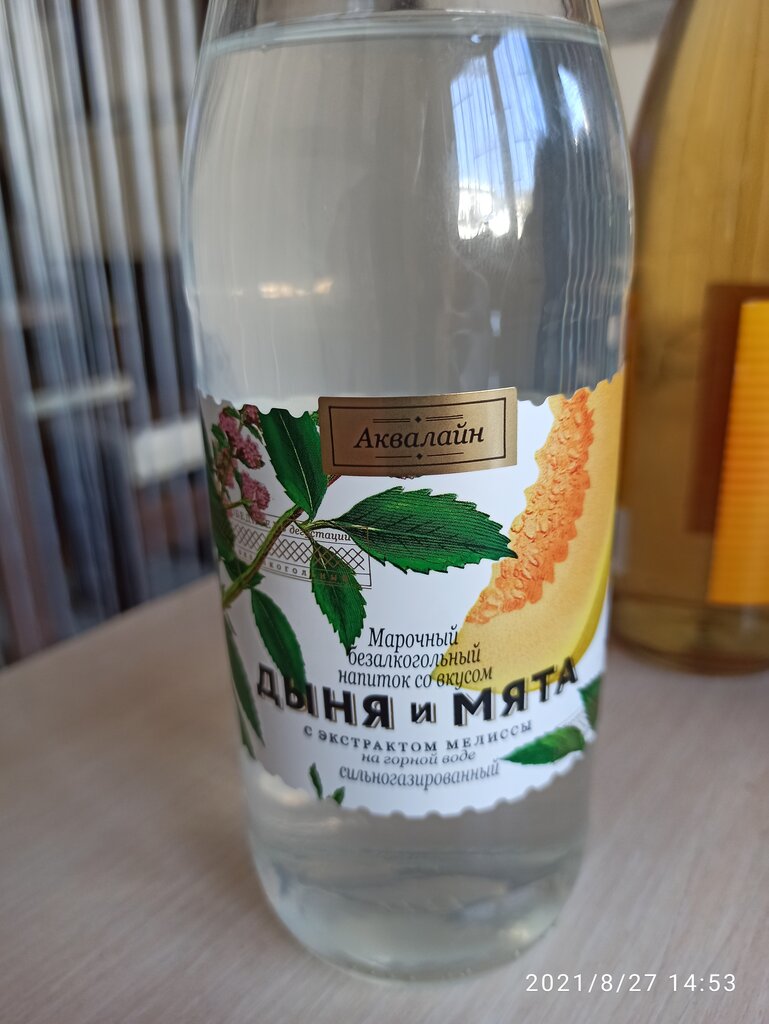 Аквалайн
дегустации
Марочный
безалкогольный
напиток со вкусом
ДЫНЯ и МЯТА
С ЭКСТРАКТОМ МЕЛИССЫ
на горной воде
сильногазированный
2021/8/27 14:53